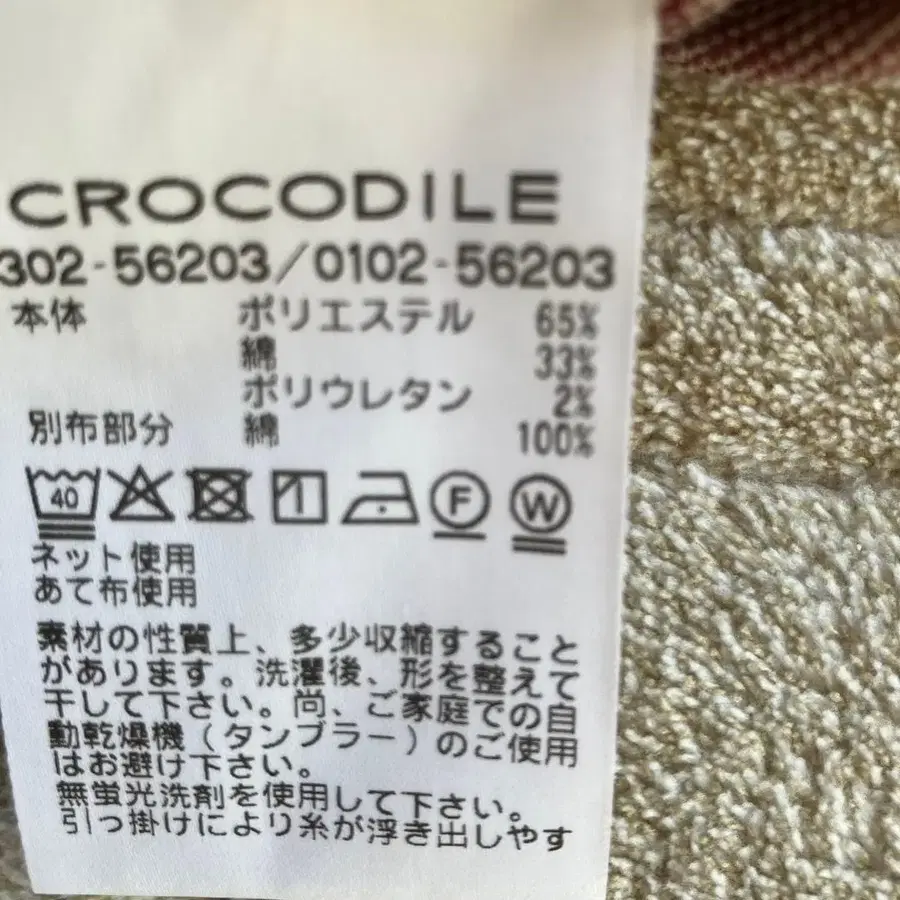 CROCODILE
302-56203/0102-56203
本体 ポリエステル 65%
綿 33%
ポリウレタン 2%
別布部分 綿 100%
40 F W
ネット使用
あて布使用
素材の性質上、多少収縮すること
があります。洗濯後、形を整えて
干して下さい。尚、ご家庭での自
動乾燥機(タンブラー)のご使用
はお避け下さい。
無蛍光洗剤を使用して下さい。
引っ掛けにより糸が浮き出しやす